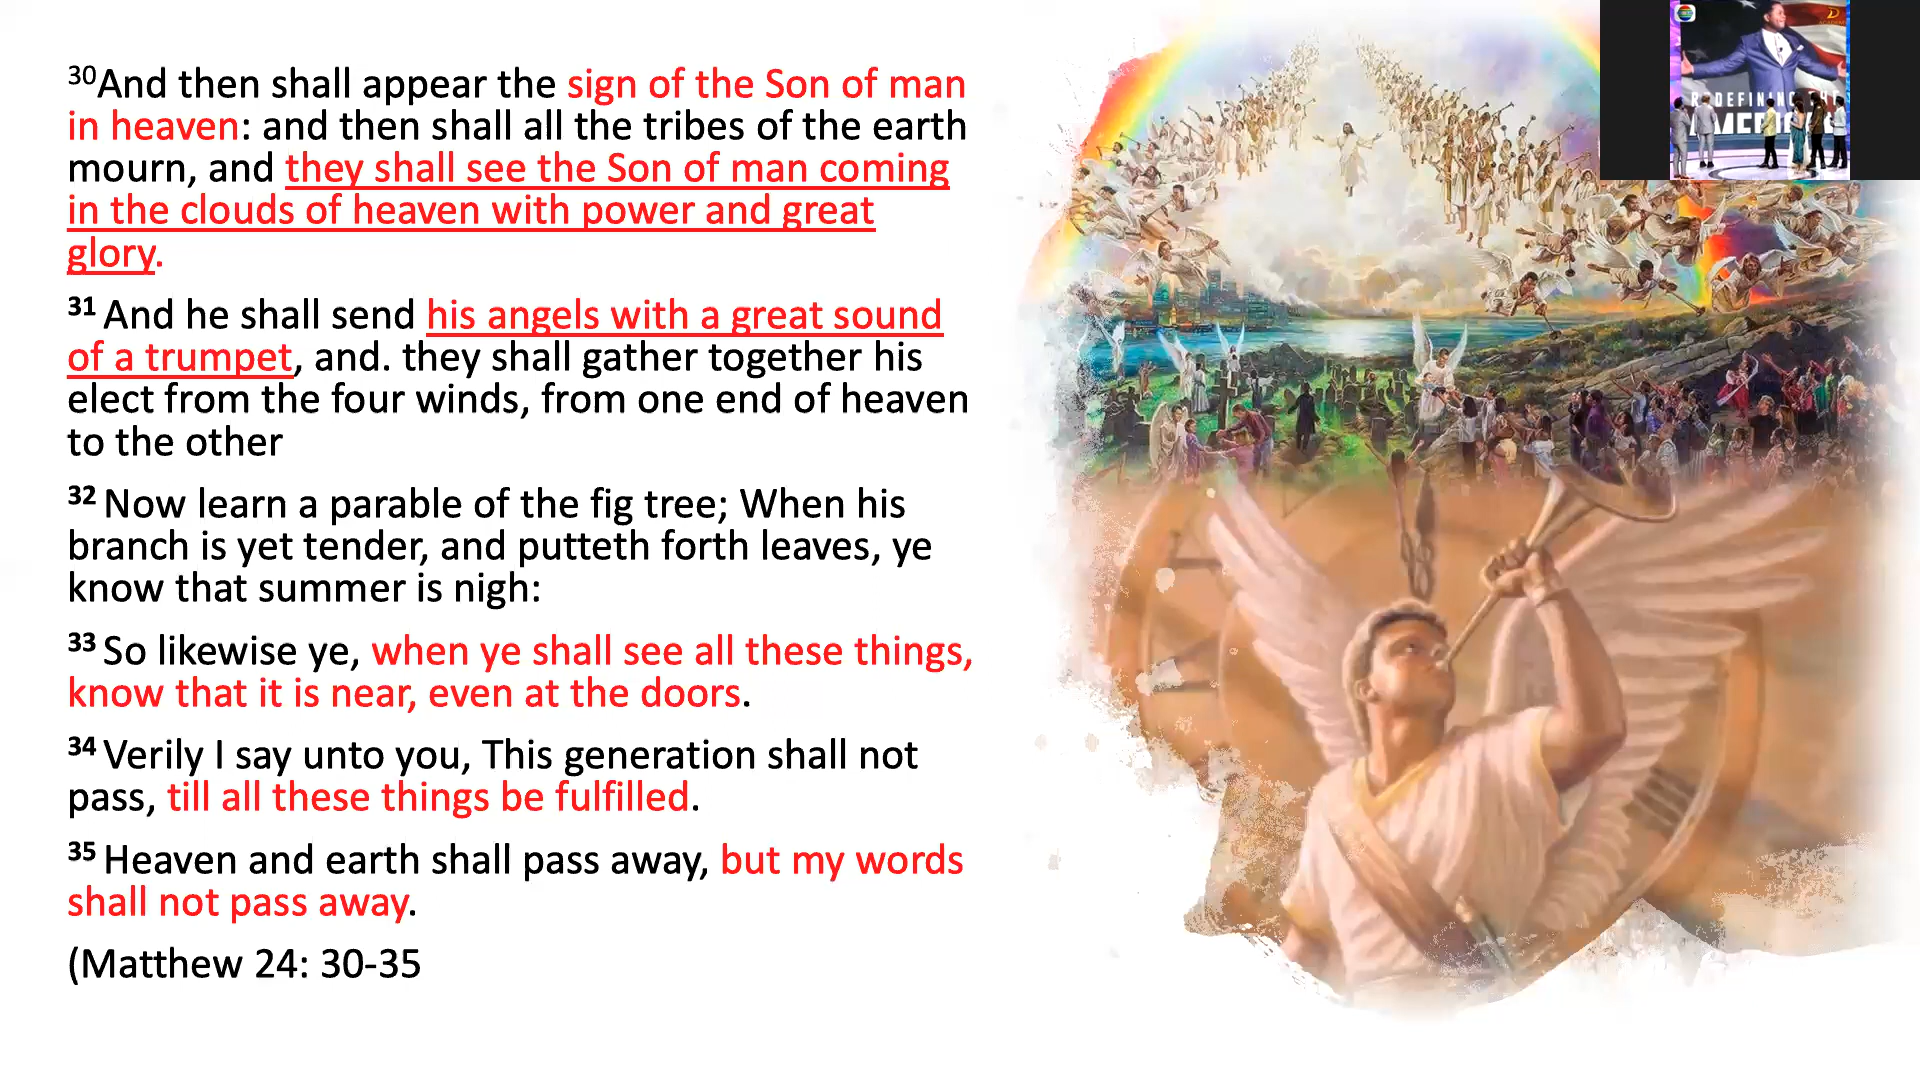 30And then shall appear the sign of the Son of man
in heaven: and then shall all the tribes of the earth
mourn, and they shall see the Son of man coming
in the clouds of heaven with power and great
glory.
31 And he shall send his angels with a great sound
of a trumpet, and. they shall gather together his
elect from the four winds, from one end of heaven
to the other
32 Now learn a parable of the fig tree; When his
branch is yet tender, and putteth forth leaves, ye
know that summer is nigh:
33 So likewise ye, when ye shall see all these things,
know that it is near, even at the doors.
34 Verily I say unto you, This generation shall not
pass, till all these things be fulfilled.
35 Heaven and earth shall pass away, but my words
shall not pass away.
(Matthew 24: 30-35